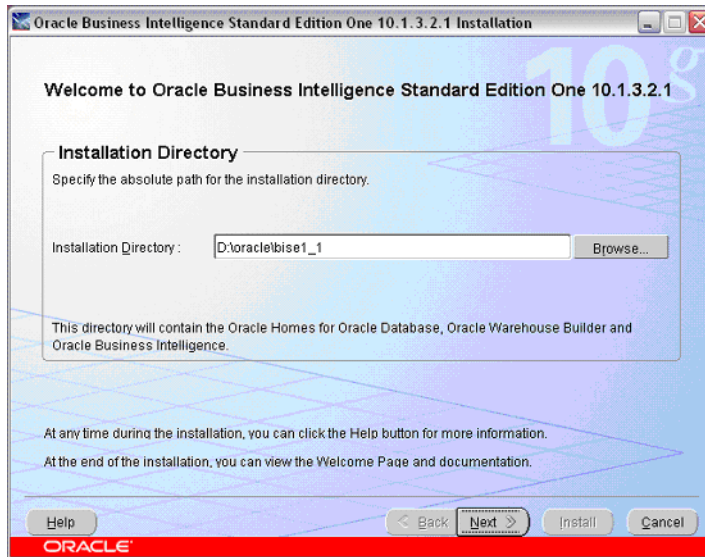 Oracle Business Intelligence Standard Edition One 10.1.3.2.1 Installation
10g
Welcome to Oracle Business Intelligence Standard Edition One 10.1.3.2.1
Installation Directory
Specify the absolute path for the installation directory.
Installation Directory : D:\oracle\bise1_1 Browse...
This directory will contain the Oracle Homes for Oracle Database, Oracle Warehouse Builder and
Oracle Business Intelligence.
At any time during the installation, you can click the Help button for more information.
At the end of the installation, you can view the Welcome Page and documentation.
Help Back Next Install Cancel
ORACLE